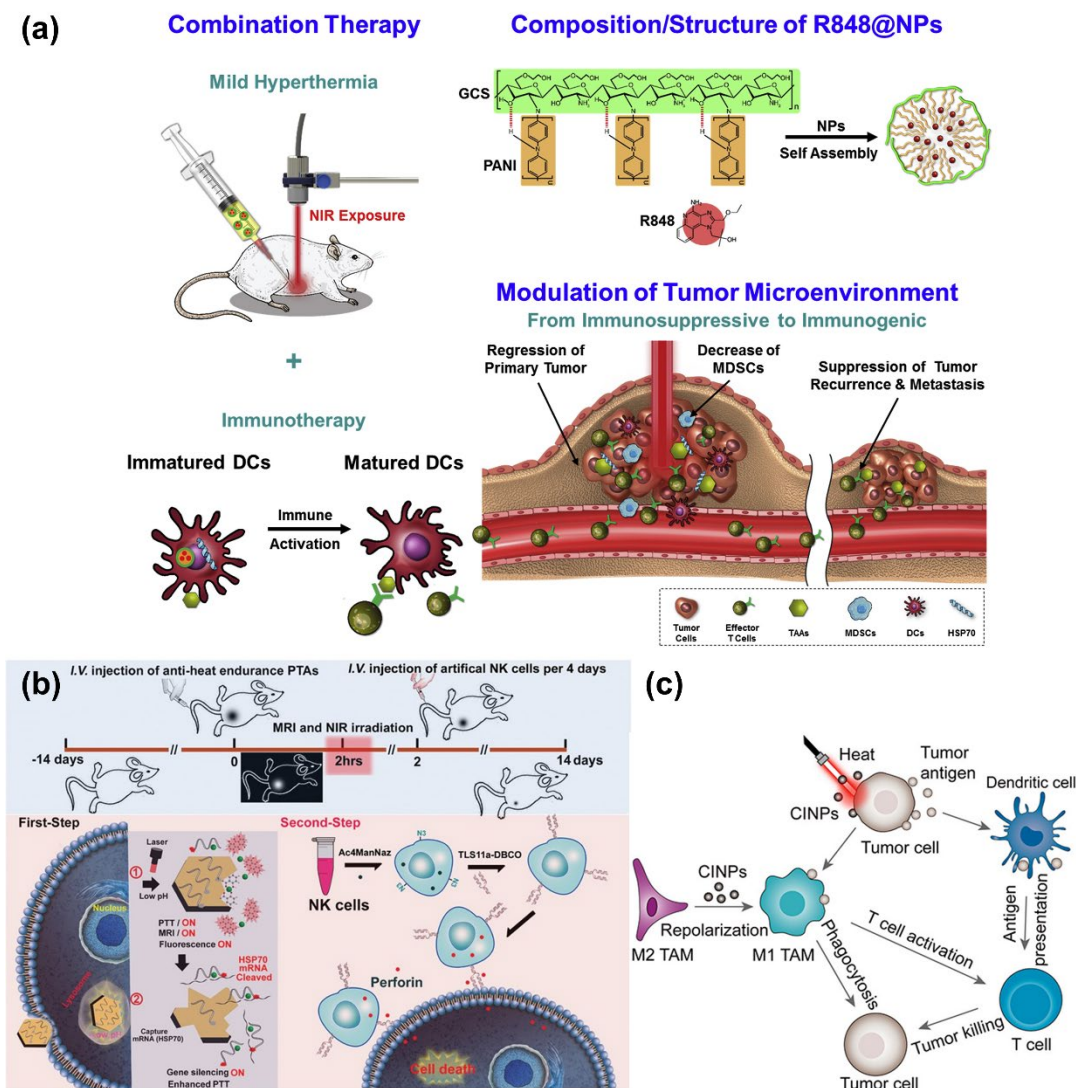 (a)
Combination Therapy
Mild Hyperthermia
NIR Exposure
+
Immunotherapy
Immatured DCs
Matured DCs
Immune
Activation
Composition/Structure of R848@NPs
GCS
PANI
n
NPs
Self Assembly
R848
Modulation of Tumor Microenvironment
From Immunosuppressive to Immunogenic
Regression of
Primary Tumor
Decrease of
MDSCs
Suppression of Tumor
Recurrence & Metastasis
Tumor
Cells
Effector
T Cells
TAAs
MDSCs
DCs
HSP70
(b)
I.V. injection of anti-heat endurance PTAs
I.V. injection of artifical NK cells per 4 days
MRI and NIR irradiation
-14 days
0
2hrs
2
14 days
First-Step
Laser
①
Low pH
Nucleus
PTT / ON
MRI / ON
Fluorescence ON
HSP70
mRNA
Cleaved
Lysosome
②
Capture
mRNA (HSP70)
Gene silencing ON
Enhanced PTT
Second-Step
Ac4ManNaz
TLS11a-DBCO
N3
NK cells
Perforin
Cell death
(c)
Heat
Tumor
antigen
Dendritic cell
CINPs
Tumor cell
CINPs
Repolarization
M2 TAM
M1 TAM
Antigen
presentation
T cell activation
Phagocytosis
Tumor killing
T cell
Tumor cell